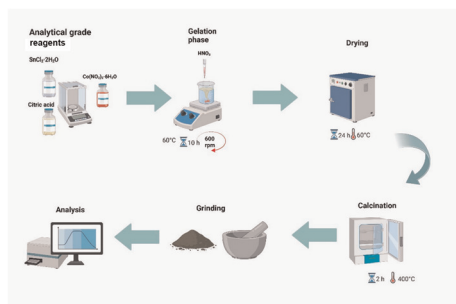 Analytical grade
reagents
SnCl₂·2H₂O
Co(NO₃)₂·6H₂O
Citric acid
Gelation
phase
HNO₃
60°C
10 h
600
rpm
Drying
24 h
60°C
Calcination
2 h
400°C
Grinding
Analysis